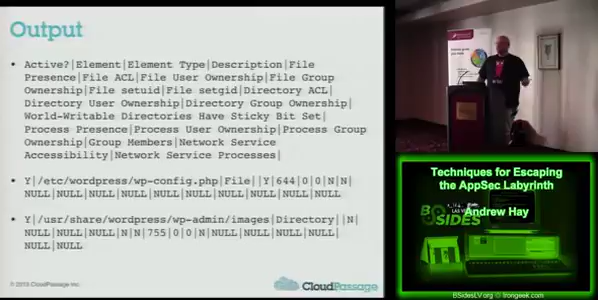 Output
• Active?|Element|Element Type|Description|File
Presence|File ACL|File User Ownership|File Group
Ownership|File setuid|File setgid|Directory ACL|
Directory User Ownership|Directory Group Ownership|
World-Writable Directories Have Sticky Bit Set|
Process Presence|Process User Ownership|Process Group
Ownership|Group Members|Network Service
Accessibility|Network Service Processes|
• Y|/etc/wordpress/wp-config.php|File||Y|644|0|0|N|N|
NULL|NULL|NULL|NULL|NULL|NULL|NULL|NULL|NULL
• Y|/usr/share/wordpress/wp-admin/images|Directory||N|
NULL|NULL|NULL|N|N|755|0|0|N|NULL|NULL|NULL|NULL|
NULL|NULL
CloudPassage
Techniques for Escaping
the AppSec Labyrinth
Andrew Hay
BSidesLV.org
Irongeek.com